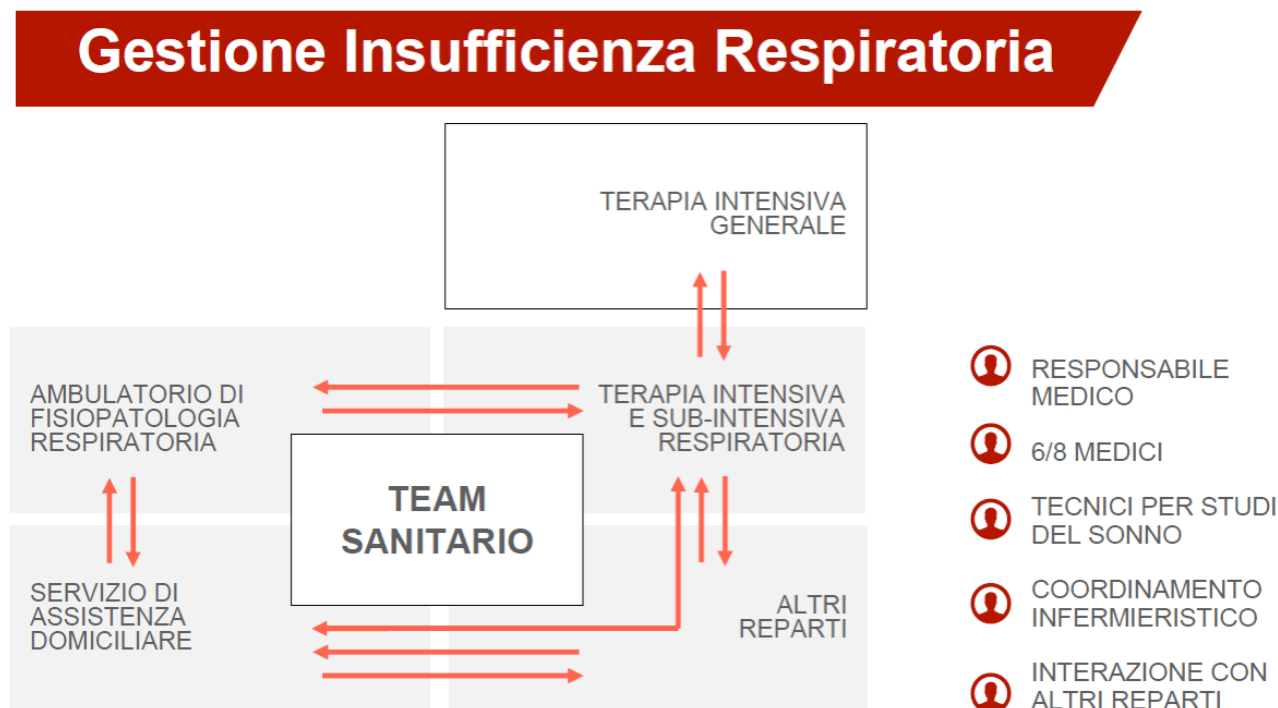 Gestione Insufficienza Respiratoria
TERAPIA INTENSIVA
GENERALE
AMBULATORIO DI
FISIOPATOLOGIA
RESPIRATORIA
TERAPIA INTENSIVA
E SUB-INTENSIVA
RESPIRATORIA
TEAM
SANITARIO
SERVIZIO DI
ASSISTENZA
DOMICILIARE
ALTRI
REPARTI
RESPONSABILE
MEDICO
6/8 MEDICI
TECNICI PER STUDI
DEL SONNO
COORDINAMENTO
INFERMIERISTICO
INTERAZIONE CON
ALTRI REPARTI